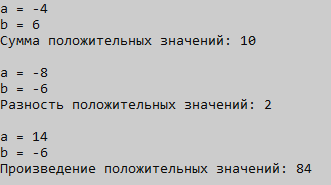 a = -4
b = 6
Сумма положительных значений: 10
a = -8
b = -6
Разность положительных значений: 2
a = 14
b = -6
Произведение положительных значений: 84